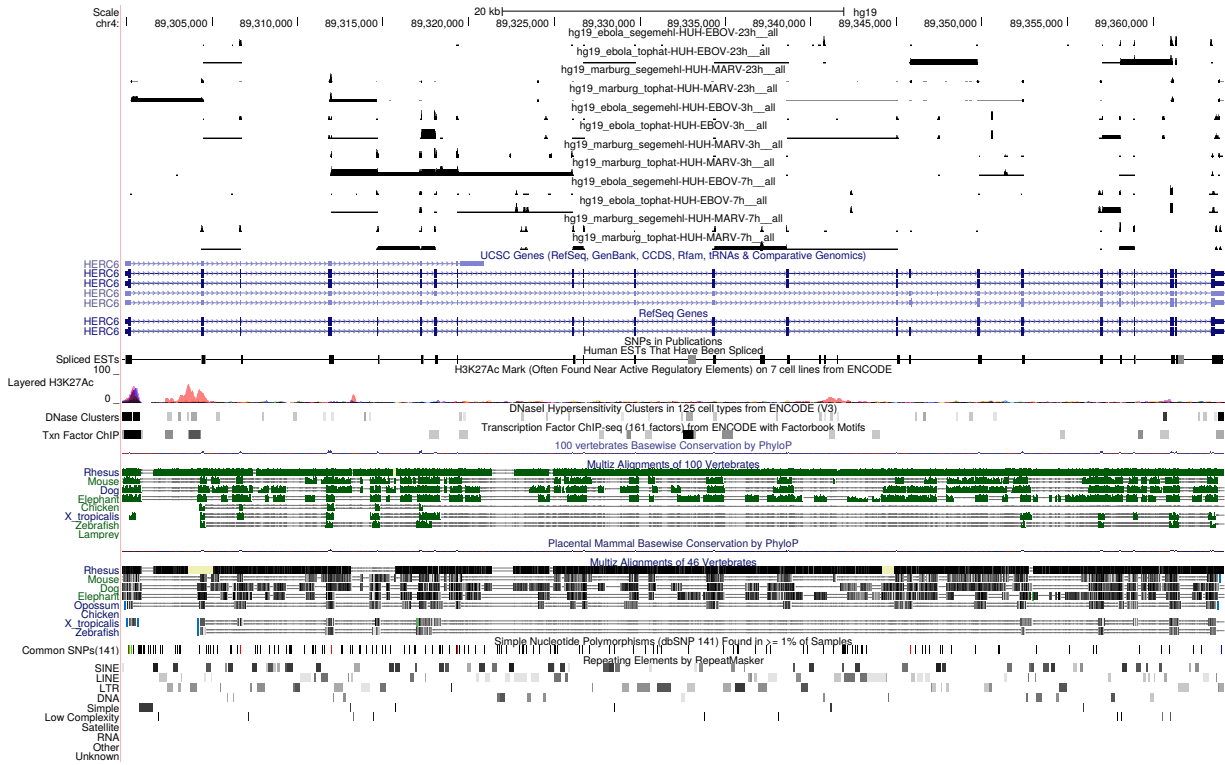 Scale 20 kb hg19
chr4: 89,305,000 89,310,000 89,315,000 89,320,000 89,325,000 89,330,000 89,335,000 89,340,000 89,345,000 89,350,000 89,355,000 89,360,000
hg19_ebola_segemehl-HUH-EBOV-23h__all
hg19_ebola_tophat-HUH-EBOV-23h__all
hg19_marburg_segemehl-HUH-MARV-23h__all
hg19_marburg_tophat-HUH-MARV-23h__all
hg19_ebola_segemehl-HUH-EBOV-3h__all
hg19_ebola_tophat-HUH-EBOV-3h__all
hg19_marburg_segemehl-HUH-MARV-3h__all
hg19_marburg_tophat-HUH-MARV-3h__all
hg19_ebola_segemehl-HUH-EBOV-7h__all
hg19_ebola_tophat-HUH-EBOV-7h__all
hg19_marburg_segemehl-HUH-MARV-7h__all
hg19_marburg_tophat-HUH-MARV-7h__all
UCSC Genes (RefSeq, GenBank, CCDS, Rfam, tRNAs & Comparative Genomics)
HERC6
HERC6
HERC6
HERC6
HERC6
RefSeq Genes
HERC6
HERC6
SNPs in Publications
Human ESTs That Have Been Spliced
Spliced ESTs
H3K27Ac Mark (Often Found Near Active Regulatory Elements) on 7 cell lines from ENCODE
100 _
Layered H3K27Ac
0 _
DNaseI Hypersensitivity Clusters in 125 cell types from ENCODE (V3)
DNase Clusters
Transcription Factor ChIP-seq (161 factors) from ENCODE with Factorbook Motifs
Txn Factor ChIP
100 vertebrates Basewise Conservation by PhyloP
Multiz Alignments of 100 Vertebrates
Rhesus
Mouse
Dog
Elephant
Chicken
X_tropicalis
Zebrafish
Lamprey
Placental Mammal Basewise Conservation by PhyloP
Multiz Alignments of 46 Vertebrates
Rhesus
Mouse
Dog
Elephant
Opossum
Chicken
X_tropicalis
Zebrafish
Simple Nucleotide Polymorphisms (dbSNP 141) Found in >= 1% of Samples
Common SNPs(141)
Repeating Elements by RepeatMasker
SINE
LINE
LTR
DNA
Simple
Low Complexity
Satellite
RNA
Other
Unknown